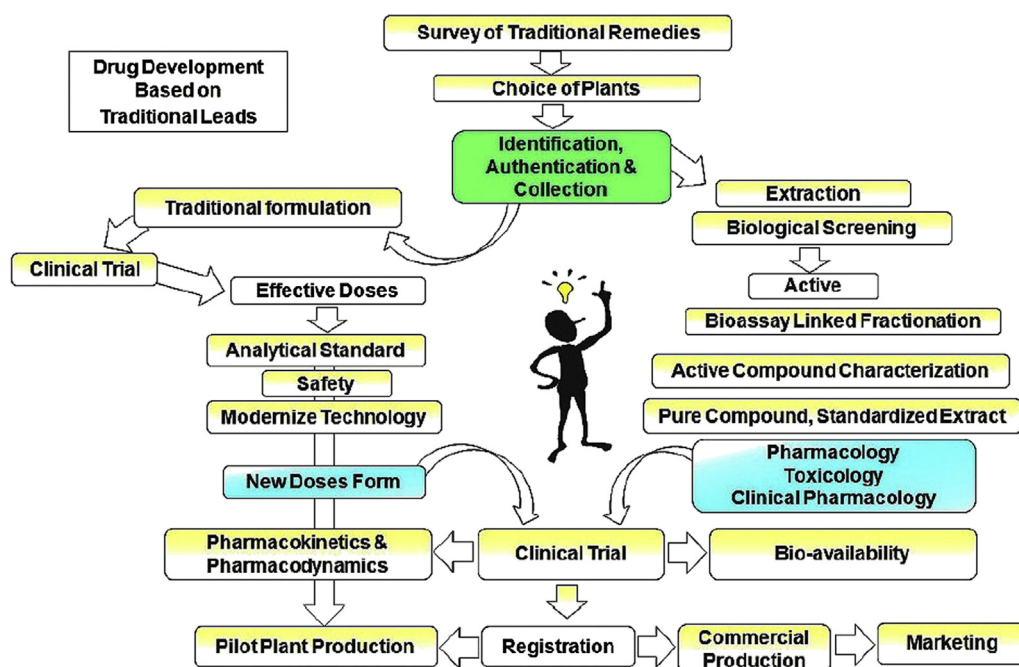 Survey of Traditional Remedies
Drug Development
Based on
Traditional Leads
Choice of Plants
Identification,
Authentication &
Collection
Traditional formulation
Extraction
Biological Screening
Clinical Trial
Effective Doses
Active
Bioassay Linked Fractionation
Analytical Standard
Safety
Active Compound Characterization
Modernize Technology
Pure Compound, Standardized Extract
New Doses Form
Pharmacology
Toxicology
Clinical Pharmacology
Pharmacokinetics &
Pharmacodynamics
Clinical Trial
Bio-availability
Pilot Plant Production
Registration
Commercial
Production
Marketing